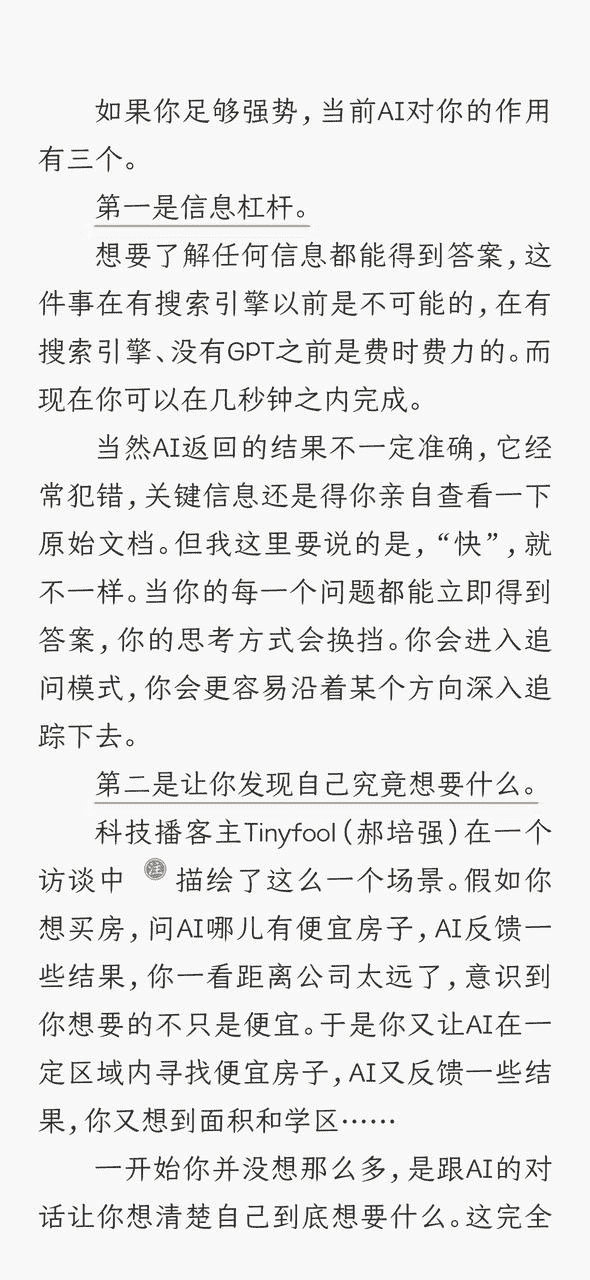 如果你足够强势,当前AI对你的作用
有三个。
第一是信息杠杆。
想要了解任何信息都能得到答案,这
件事在有搜索引擎以前是不可能的,在有
搜索引擎、没有GPT之前是费时费力的。而
现在你可以在几秒钟之内完成。
当然AI返回的结果不一定准确,它经
常犯错,关键信息还是得你亲自查看一下
原始文档。但我这里要说的是,“快”,就
不一样。当你的每一个问题都能立即得到
答案,你的思考方式会换挡。你会进入追
问模式,你会更容易沿着某个方向深入追
踪下去。
第二是让你发现自己究竟想要什么。
科技播客主Tinyfool(郝培强)在一个
访谈中 注 描绘了这么一个场景。假如你
想买房,问AI哪儿有便宜房子,AI反馈一
些结果,你一看距离公司太远了,意识到
你想要的不只是便宜。于是你又让AI在一
定区域内寻找便宜房子,AI又反馈一些结
果,你又想到面积和学区……
一开始你并没想那么多,是跟AI的对
话让你想清楚自己到底想要什么。这完全